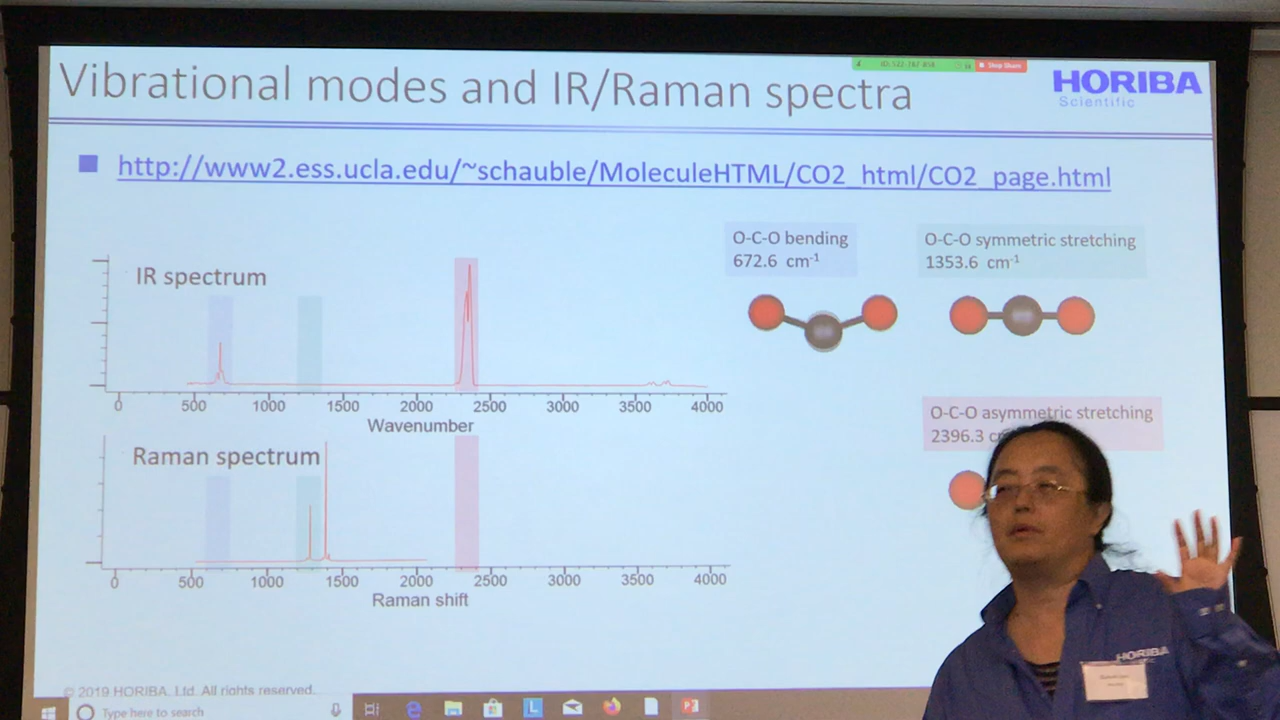 Vibrational modes and IR/Raman spectra
Stop Share
HORIBA
Scientific
http://www2.ess.ucla.edu/~schauble/MoleculeHTML/CO2_html/CO2_page.html
IR spectrum
0 500 1000 1500 2000 2500 3000 3500 4000
Wavenumber
O-C-O bending
672.6 cm⁻¹
O-C-O symmetric stretching
1353.6 cm⁻¹
Raman spectrum
0 500 1000 1500 2000 2500 3000 3500 4000
Raman shift
O-C-O asymmetric stretching
2396.3
HORIBA
© 2019 HORIBA, Ltd. All rights reserved.
Type here to search